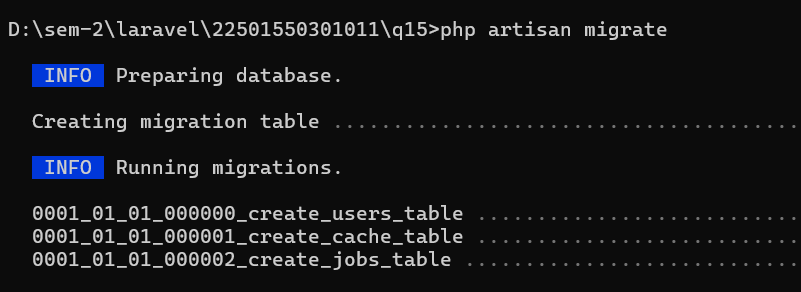 D:\sem-2\laravel\22501550301011\q15>php artisan migrate
INFO Preparing database.
Creating migration table ........................................
INFO Running migrations.
0001_01_01_000000_create_users_table ...........................
0001_01_01_000001_create_cache_table ...........................
0001_01_01_000002_create_jobs_table ............................